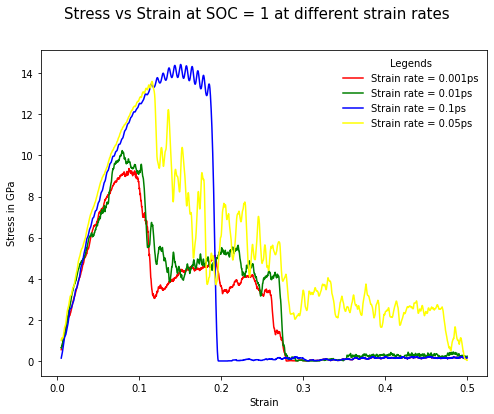 Stress vs Strain at SOC = 1 at different strain rates
Legends
Strain rate = 0.001ps
Strain rate = 0.01ps
Strain rate = 0.1ps
Strain rate = 0.05ps
Stress in GPa
14
12
10
8
6
4
2
0
0.0 0.1 0.2 0.3 0.4 0.5
Strain